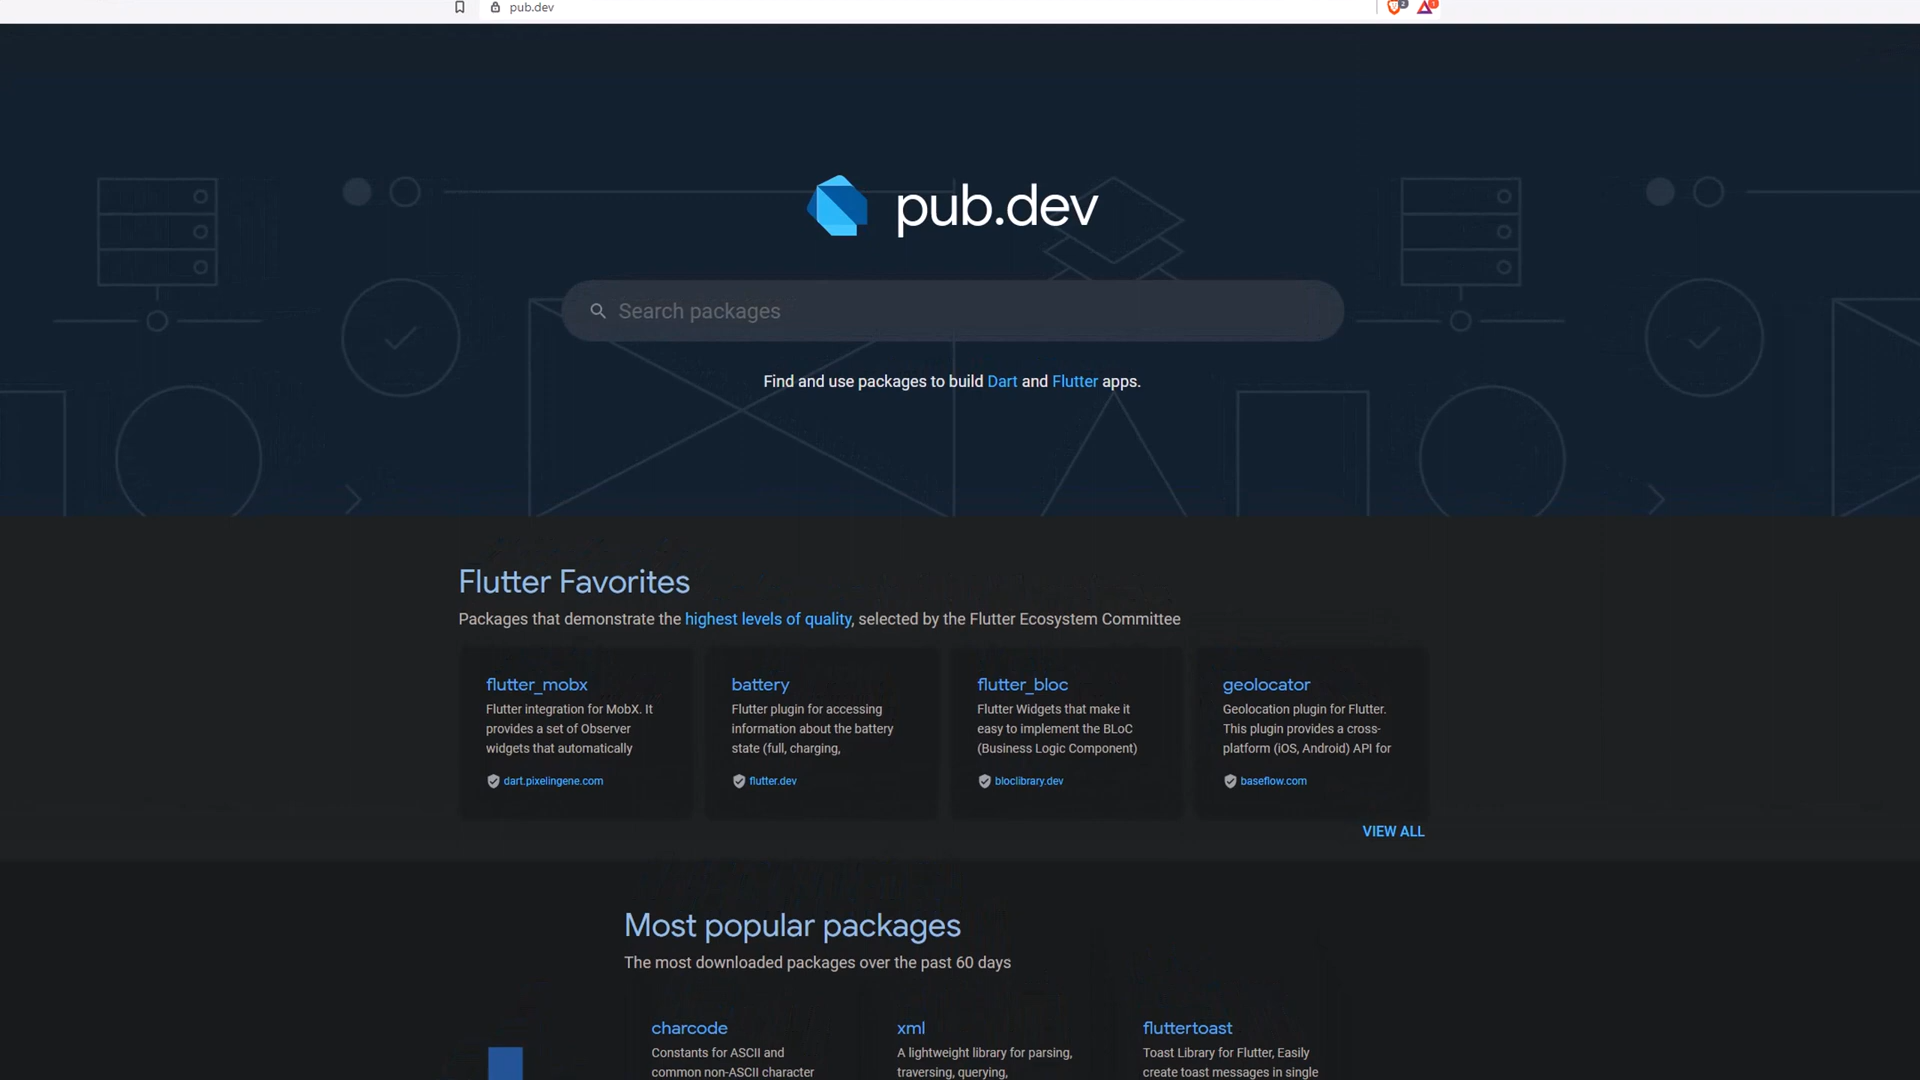 pub.dev
2
1
pub.dev
Search packages
Find and use packages to build Dart and Flutter apps.
Flutter Favorites
Packages that demonstrate the highest levels of quality, selected by the Flutter Ecosystem Committee
flutter_mobx
Flutter integration for MobX. It
provides a set of Observer
widgets that automatically
dart.pixelingene.com
battery
Flutter plugin for accessing
information about the battery
state (full, charging,
flutter.dev
flutter_bloc
Flutter Widgets that make it
easy to implement the BLoC
(Business Logic Component)
bloclibrary.dev
geolocator
Geolocation plugin for Flutter.
This plugin provides a cross-
platform (iOS, Android) API for
baseflow.com
VIEW ALL
Most popular packages
The most downloaded packages over the past 60 days
charcode
Constants for ASCII and
common non-ASCII character
xml
A lightweight library for parsing,
traversing, querying,
fluttertoast
Toast Library for Flutter, Easily
create toast messages in single